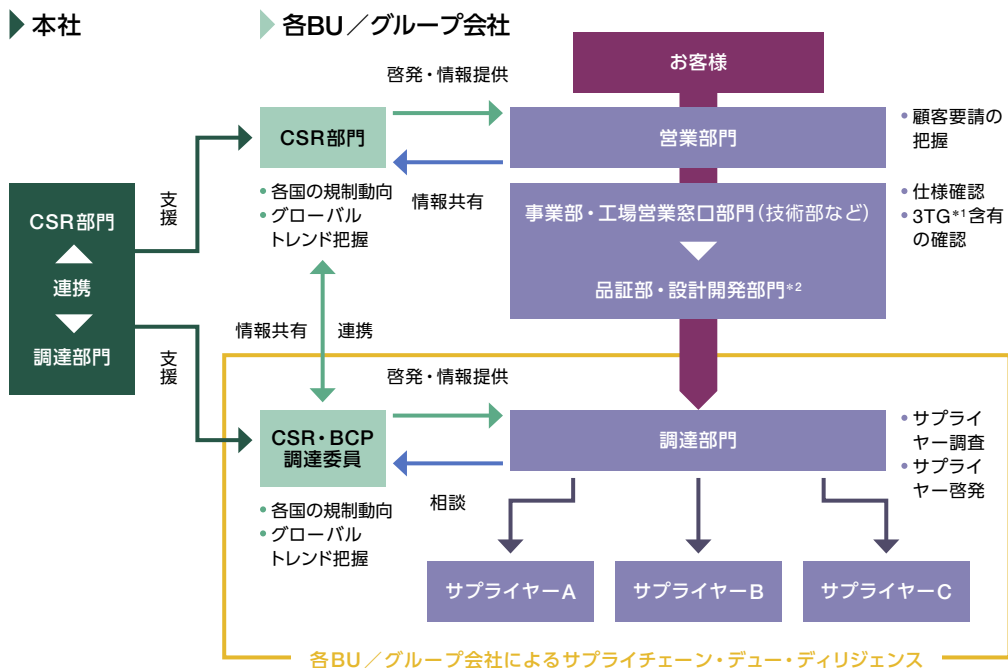 本社
各BU／グループ会社
お客様
啓発・情報提供
CSR部門
営業部門
• 顧客要請の
把握
支援
• 各国の規制動向
• グローバル
トレンド把握
情報共有
CSR部門
連携
調達部門
事業部・工場営業窓口部門（技術部など）
品証部・設計開発部門*2
• 仕様確認
• 3TG*1含有
の確認
情報共有
連携
支援
啓発・情報提供
CSR・BCP
調達委員
調達部門
• サプライ
ヤー調査
• サプライ
ヤー啓発
相談
• 各国の規制動向
• グローバル
トレンド把握
サプライヤーA
サプライヤーB
サプライヤーC
各BU／グループ会社によるサプライチェーン・デュー・ディリジェンス